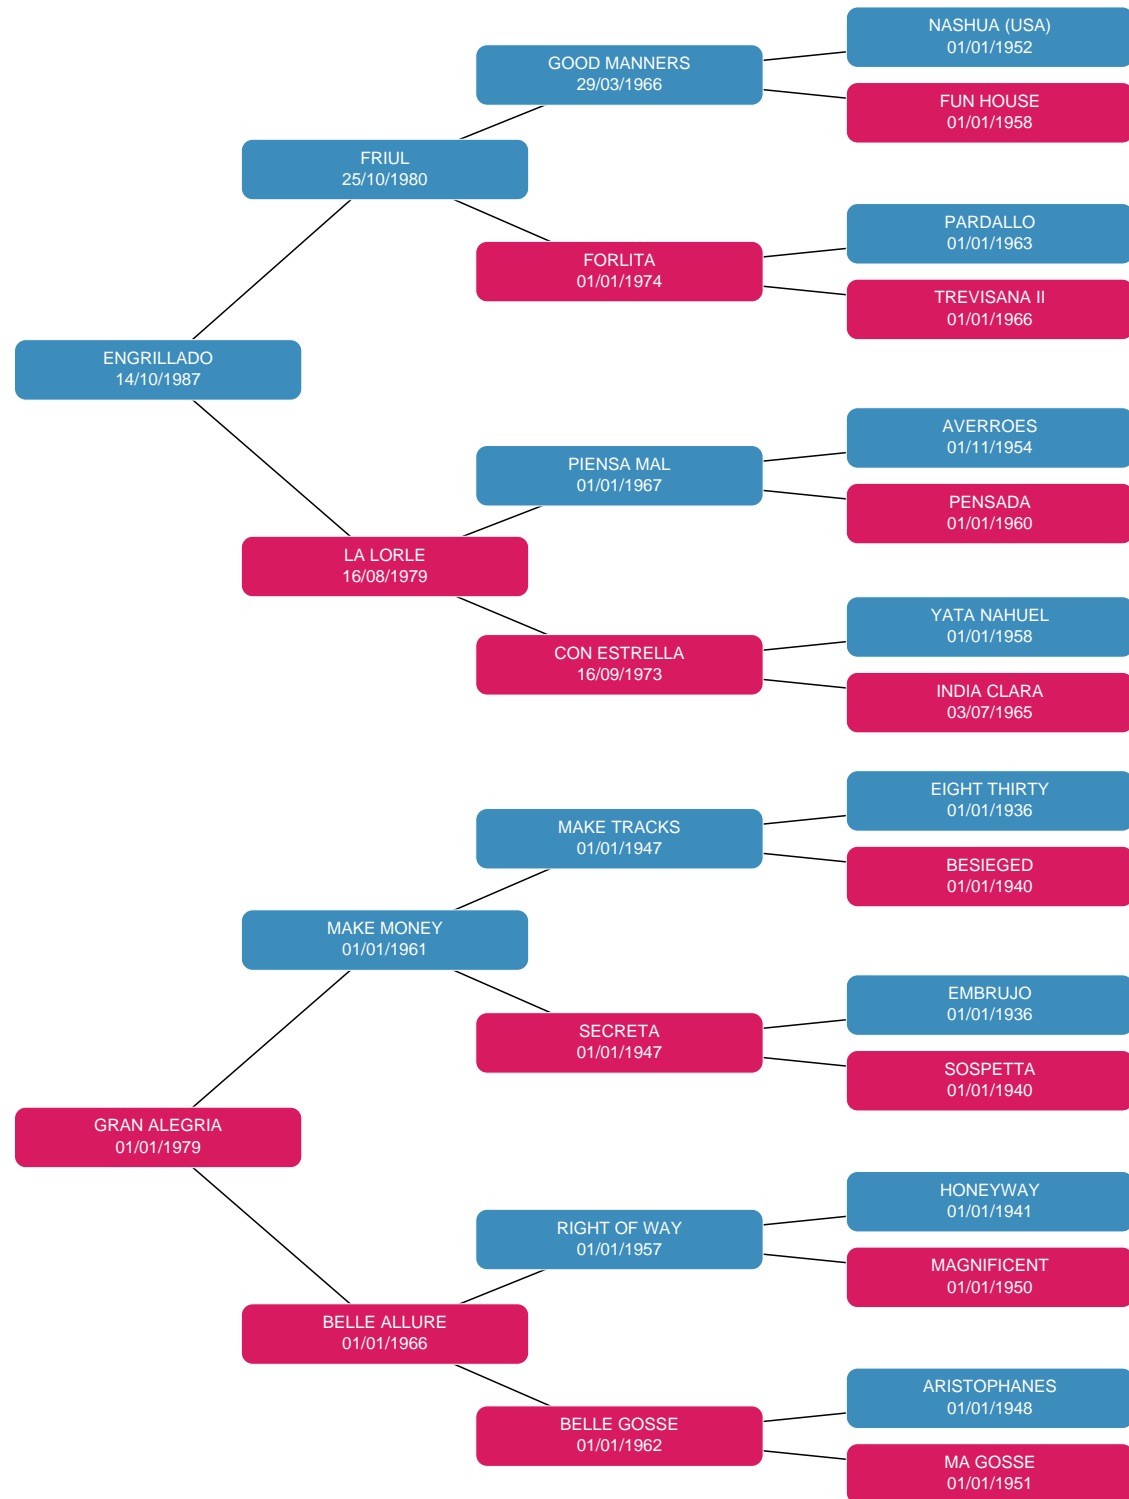 NASHUA (USA)
01/01/1952
GOOD MANNERS
29/03/1966
FUN HOUSE
01/01/1958
FRIUL
25/10/1980
PARDALLO
01/01/1963
FORLITA
01/01/1974
TREVISANA II
01/01/1966
ENGRILLADO
14/10/1987
AVERROES
01/11/1954
PIENSA MAL
01/01/1967
PENSADA
01/01/1960
LA LORLE
16/08/1979
YATA NAHUEL
01/01/1958
CON ESTRELLA
16/09/1973
INDIA CLARA
03/07/1965
EIGHT THIRTY
01/01/1936
MAKE TRACKS
01/01/1947
BESIEGED
01/01/1940
MAKE MONEY
01/01/1961
EMBRUJO
01/01/1936
SECRETA
01/01/1947
SOSPETTA
01/01/1940
GRAN ALEGRIA
01/01/1979
HONEYWAY
01/01/1941
RIGHT OF WAY
01/01/1957
MAGNIFICENT
01/01/1950
BELLE ALLURE
01/01/1966
ARISTOPHANES
01/01/1948
BELLE GOSSE
01/01/1962
MA GOSSE
01/01/1951